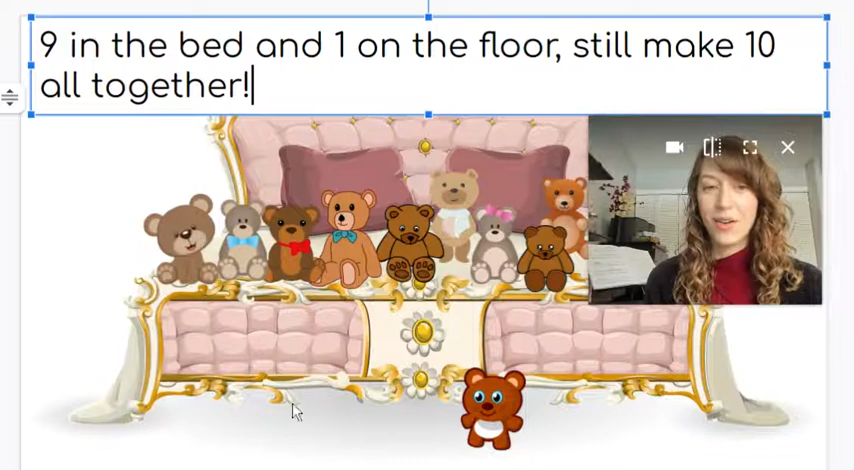 9 in the bed and 1 on the floor, still make 10
all together!